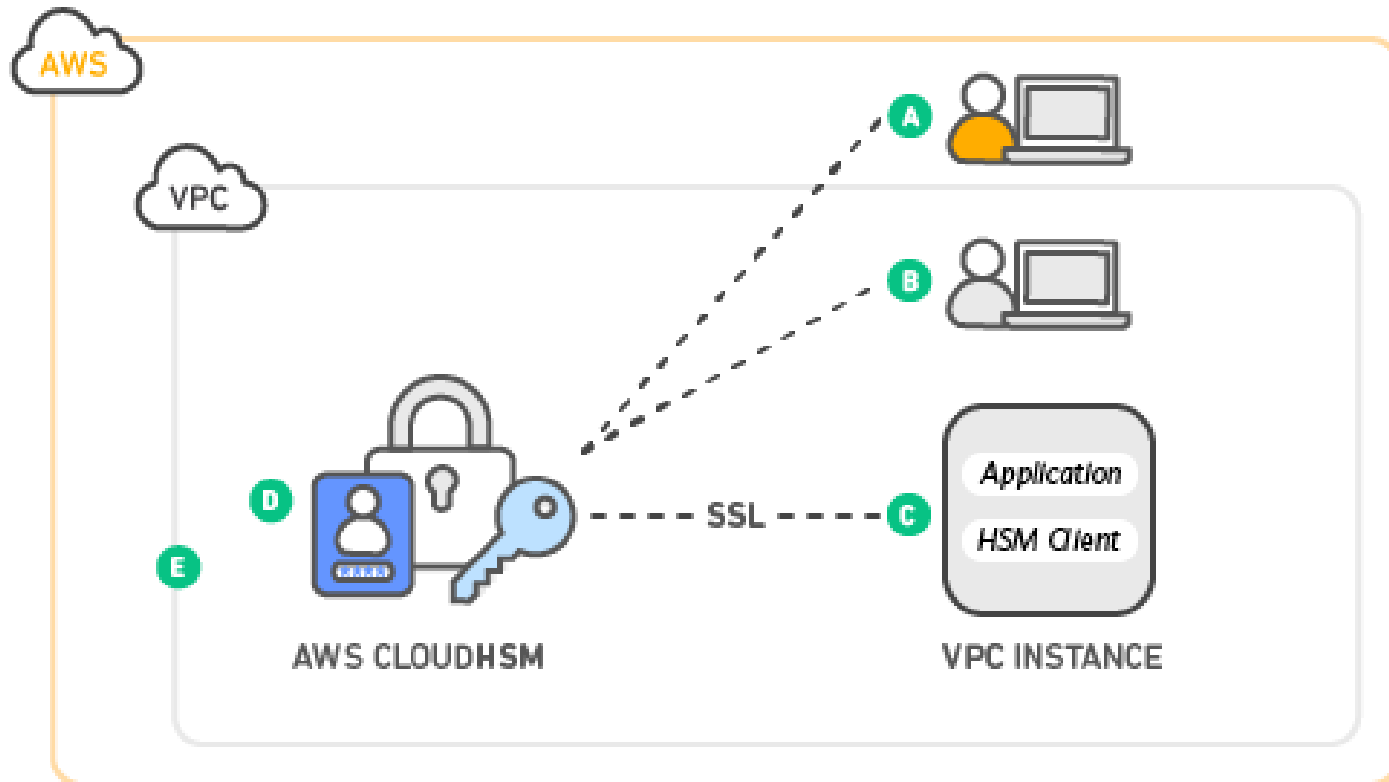 AWS
A
VPC
B
Application
D
SSL
C
HSM Client
E
AWS CLOUDHSM
VPC INSTANCE